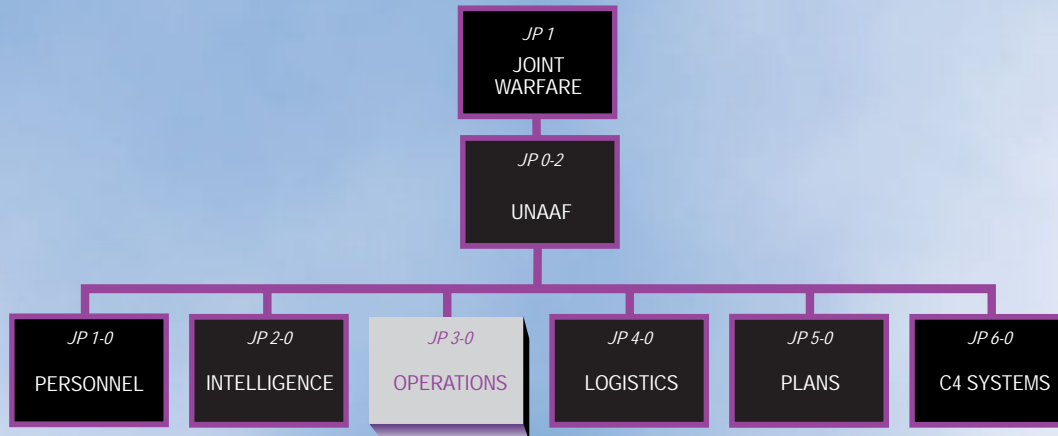 JP 1
JOINT
WARFARE
JP 0-2
UNAAF
JP 1-0
PERSONNEL
JP 2-0
INTELLIGENCE
JP 3-0
OPERATIONS
JP 4-0
LOGISTICS
JP 5-0
PLANS
JP 6-0
C4 SYSTEMS